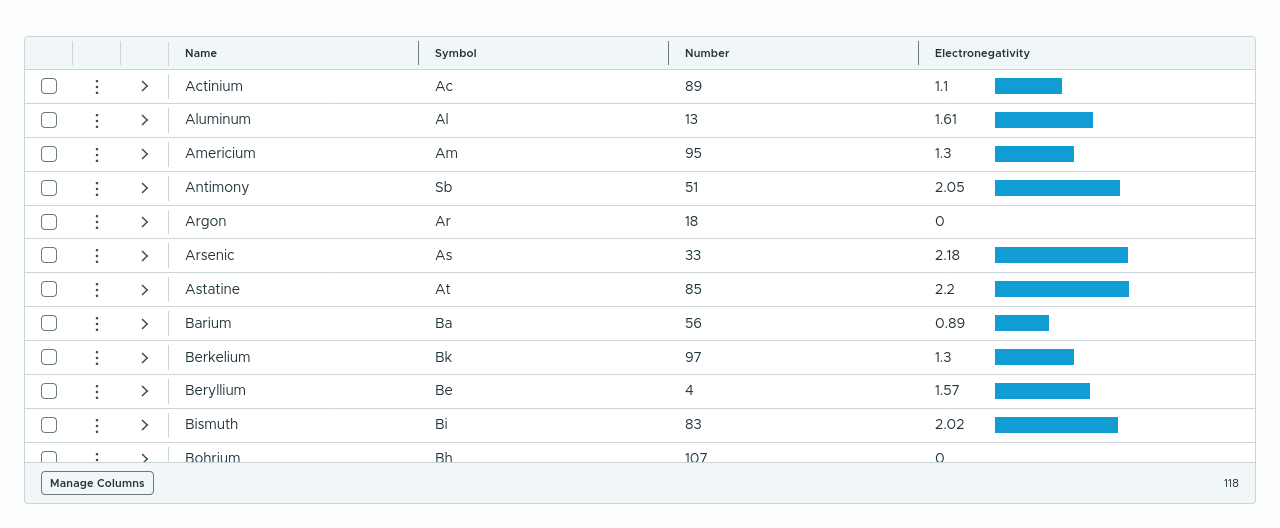 Name Symbol Number Electronegativity
Actinium Ac 89 1.1
Aluminum Al 13 1.61
Americium Am 95 1.3
Antimony Sb 51 2.05
Argon Ar 18 0
Arsenic As 33 2.18
Astatine At 85 2.2
Barium Ba 56 0.89
Berkelium Bk 97 1.3
Beryllium Be 4 1.57
Bismuth Bi 83 2.02
Bohrium Bh 107 0
Manage Columns 118